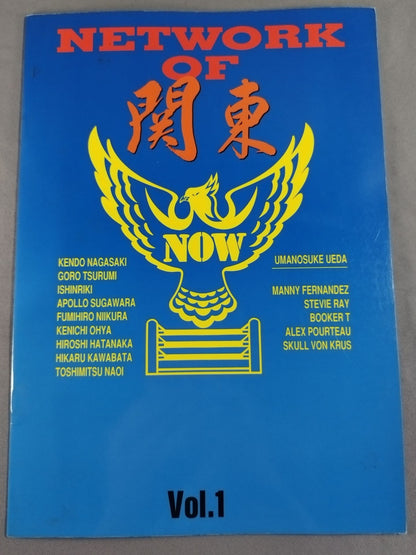 NETWORK
OF
関東
NOW
KENDO NAGASAKI
GORO TSURUMI
ISHINRIKI
APOLLO SUGAWARA
FUMIHIRO NIIKURA
KENICHI OHYA
HIROSHI HATANAKA
HIKARU KAWABATA
TOSHIMITSU NAOI
UMANOSUKE UEDA
MANNY FERNANDEZ
STEVIE RAY
BOOKER T
ALEX POURTEAU
SKULL VON KRUS
Vol.1